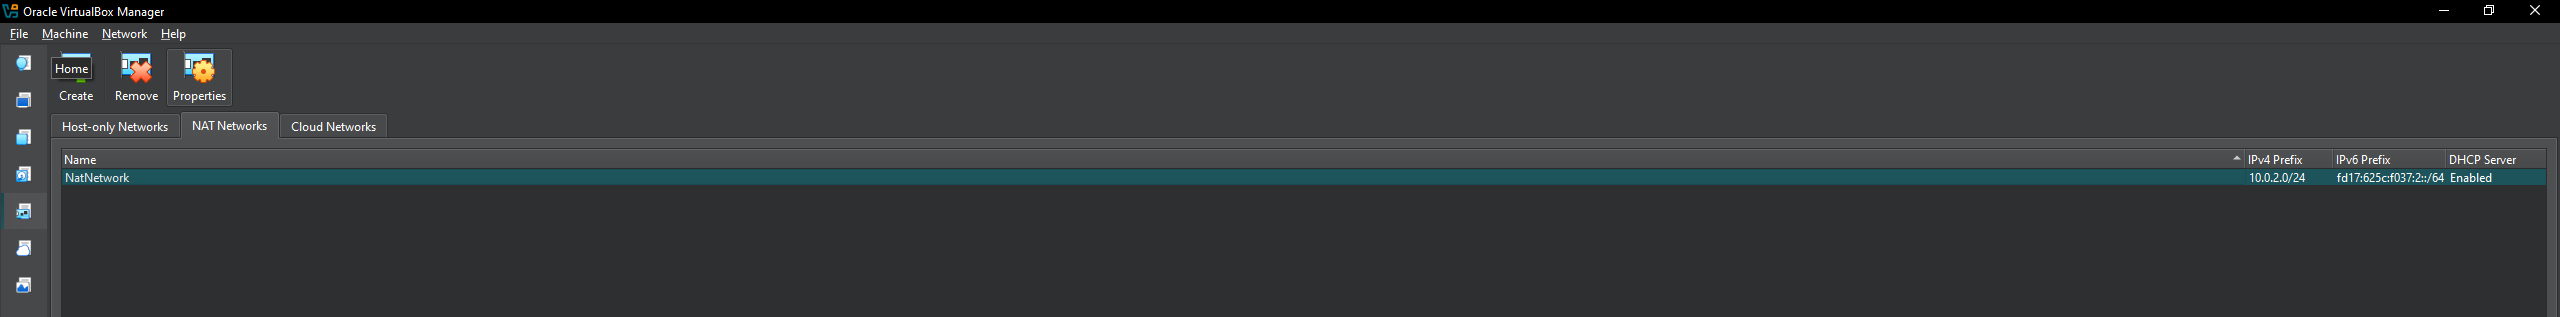 Oracle VirtualBox Manager
File Machine Network Help
Home
Create Remove Properties
Host-only Networks NAT Networks Cloud Networks
Name IPv4 Prefix IPv6 Prefix DHCP Server
NatNetwork 10.0.2.0/24 fd17:625c:f037:2::/64 Enabled